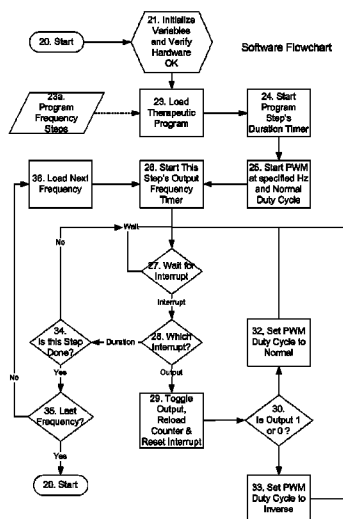 21. Initialize
Variables
and Verify
Hardware
OK
20. Start
Software Flowchart
23a.
Program
Frequency
Steps
23. Load
Therapeutic
Program
24. Start
Program
Step's
Duration Timer
36. Load Next
Frequency
26. Start This
Step's Output
Frequency
Timer
25. Start PWM
at specified Hz
and Normal
Duty Cycle
Wait
No
27. Wait for
Interrupt
Interrupt
34.
Is this Step
Done?
Duration
28. Which
Interrupt?
32, Set PWM
Duty Cycle to
Normal
No
Yes
Output
35. Last
Frequency?
29. Toggle
Output,
Reload
Counter &
Reset Interrupt
30.
Is Output 1
or 0 ?
Yes
20. Start
33, Set PWM
Duty Cycle to
Inverse